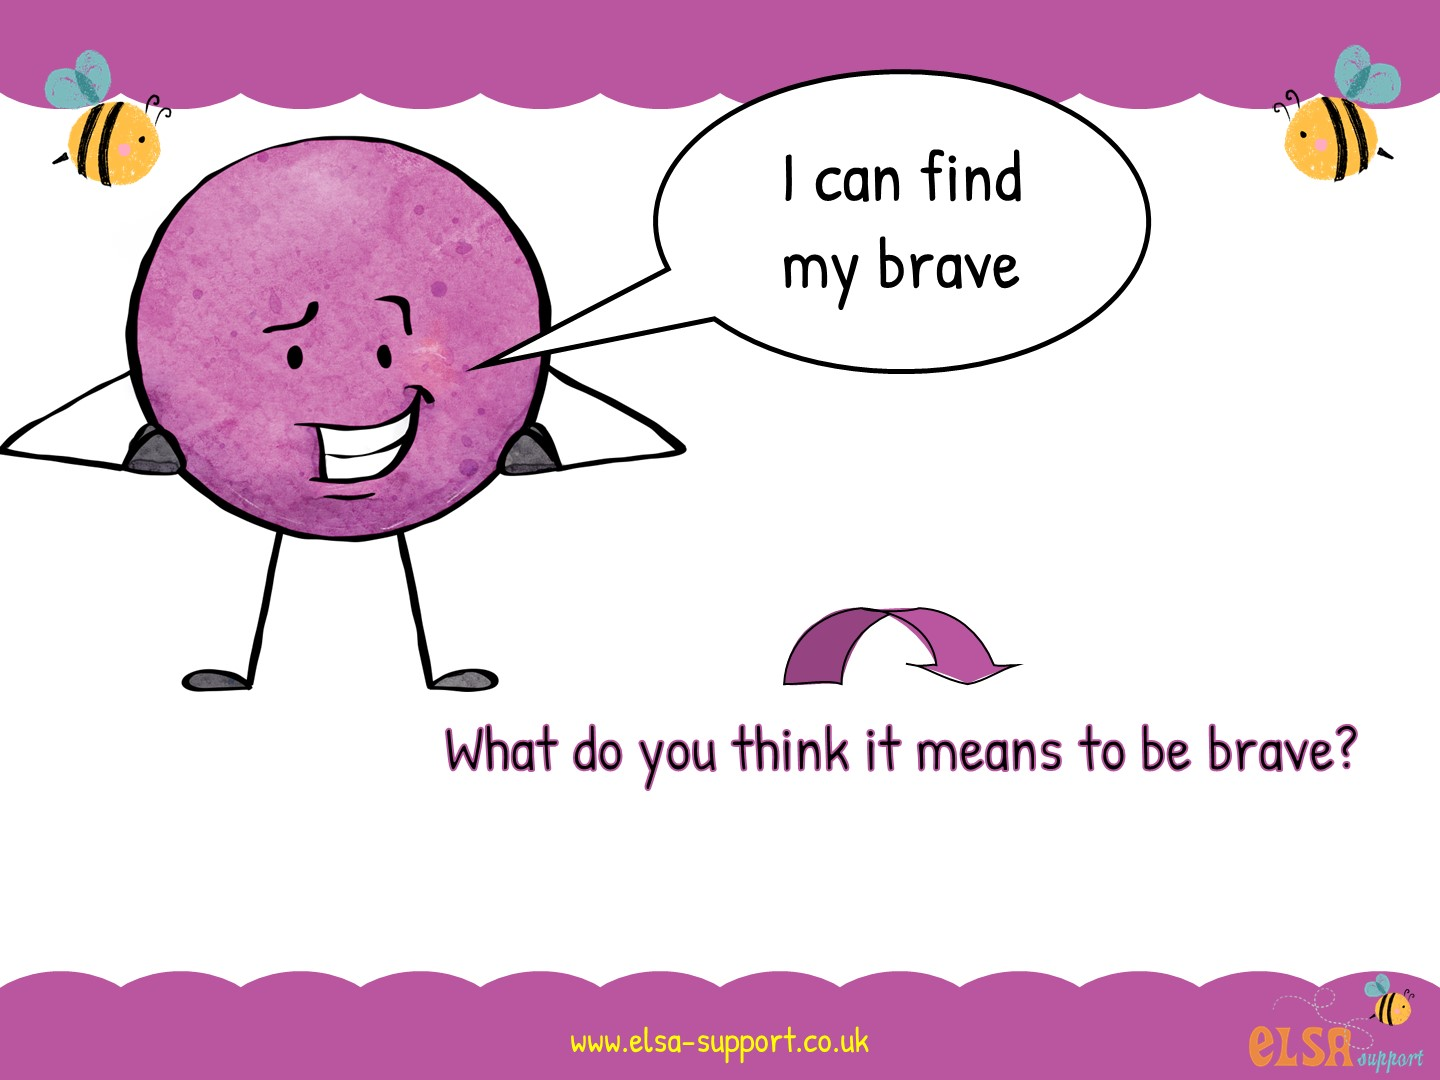 I can find
my brave
What do you think it means to be brave?
www.elsa-support.co.uk
ELSA support